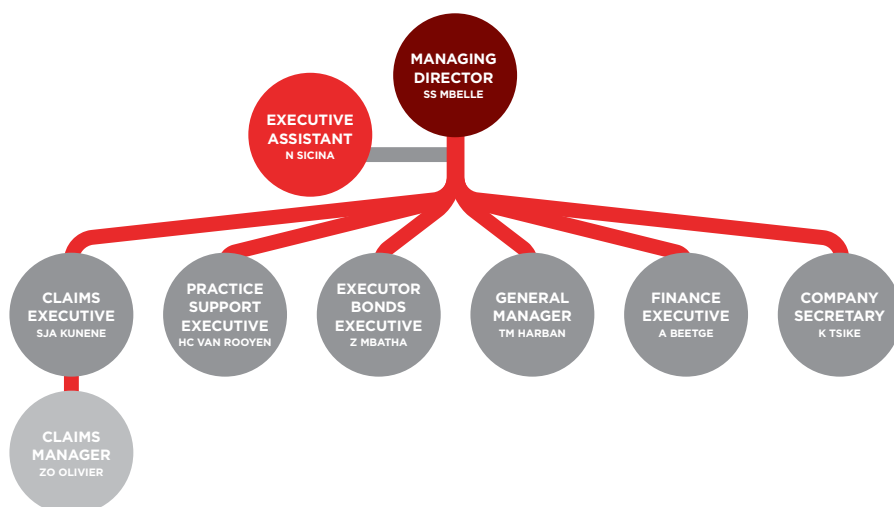 MANAGING
DIRECTOR
SS MBELLE
EXECUTIVE
ASSISTANT
N SICINA
CLAIMS
EXECUTIVE
SJA KUNENE
PRACTICE
SUPPORT
EXECUTIVE
HC VAN ROOYEN
EXECUTOR
BONDS
EXECUTIVE
Z MBATHA
GENERAL
MANAGER
TM HARBAN
FINANCE
EXECUTIVE
A BEETGE
COMPANY
SECRETARY
K TSIKE
CLAIMS
MANAGER
ZO OLIVIER